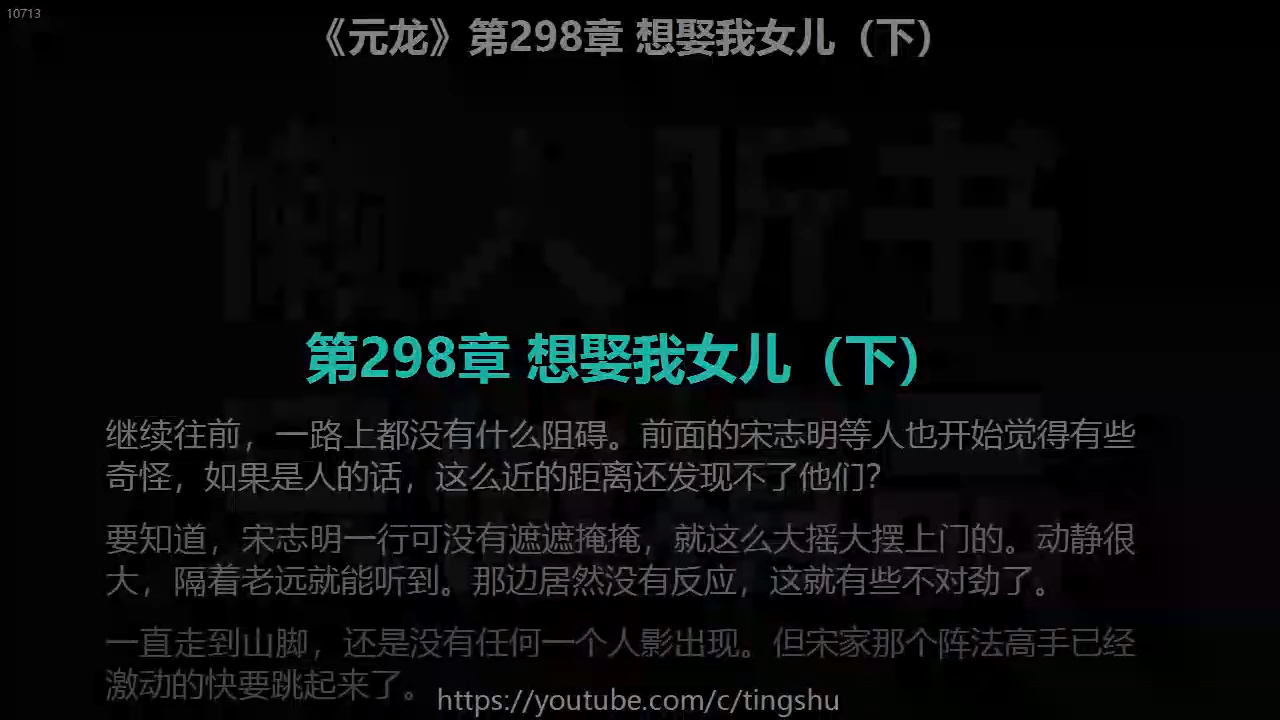 10713
《元龙》第298章 想娶我女儿（下）
懒人听书
第298章 想娶我女儿（下）
继续往前，一路上都没有什么阻碍。前面的宋志明等人也开始觉得有些
奇怪，如果是人的话，这么近的距离还发现不了他们？
要知道，宋志明一行可没有遮遮掩掩，就这么大摇大摆上门的。动静很
大，隔着老远就能听到。那边居然没有反应，这就有些不对劲了。
一直走到山脚，还是没有任何一个人影出现。但宋家那个阵法高手已经
激动的快要跳起来了。
https://youtube.com/c/tingshu